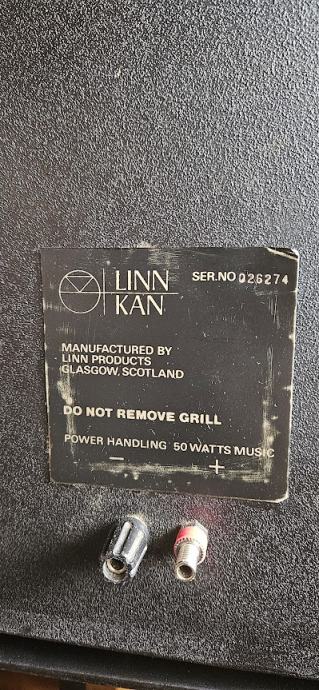 LINN
KAN
SER.NO 026274
MANUFACTURED BY
LINN PRODUCTS
GLASGOW, SCOTLAND
DO NOT REMOVE GRILL
POWER HANDLING 50 WATTS MUSIC
− +